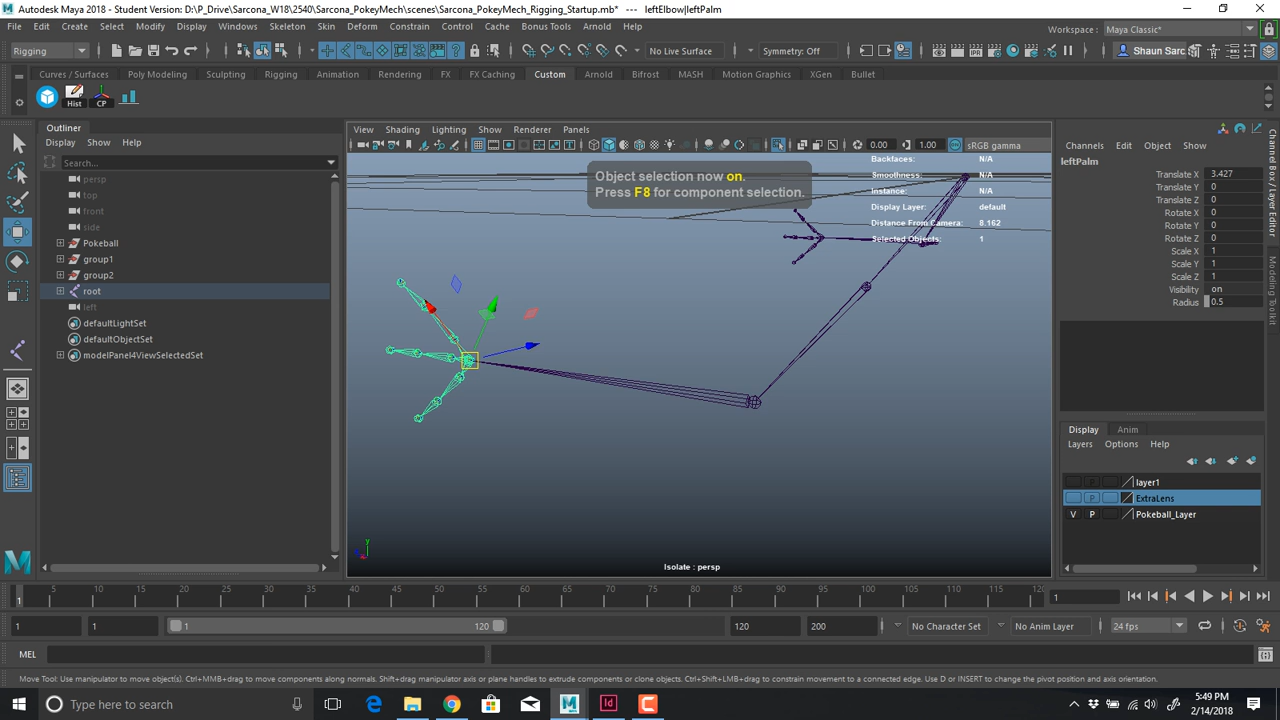 Autodesk Maya 2018 - Student Version: D:\P_Drive\Sarcona_W18\2540\Sarcona_PokeyMech\scenes\Sarcona_PokeyMech_Rigging_Startup.mb* --- leftElbow|leftPalm
File Edit Create Select Modify Display Windows Skeleton Skin Deform Constrain Control Cache Bonus Tools Arnold Help
Workspace: Maya Classic*
Rigging No Live Surface Symmetry: Off Shaun Sarc
Curves / Surfaces Poly Modeling Sculpting Rigging Animation Rendering FX FX Caching Custom Arnold Bifrost MASH Motion Graphics XGen Bullet
Hist CP
Outliner
Display Show Help
Search...
persp
top
front
side
Pokeball
group1
group2
root
left
defaultLightSet
defaultObjectSet
modelPanel4ViewSelectedSet
View Shading Lighting Show Renderer Panels
0.00 1.00 sRGB gamma
Object selection now on.
Press F8 for component selection.
Backfaces: N/A
Smoothness: N/A
Instance: N/A
Display Layer: default
Distance From Camera: 8.162
Selected Objects: 1
y
Isolate : persp
Channels Edit Object Show
leftPalm
Translate X 3.427
Translate Y 0
Translate Z 0
Rotate X 0
Rotate Y 0
Rotate Z 0
Scale X 1
Scale Y 1
Scale Z 1
Visibility on
Radius 0.5
Channel Box / Layer Editor
Modeling Toolkit
Display Anim
Layers Options Help
P layer1
P ExtraLens
V P Pokeball_Layer
1 5 10 15 20 25 30 35 40 45 50 55 60 65 70 75 80 85 90 95 100 105 110 115 120
1
1 1 1 120 120 200 No Character Set No Anim Layer 24 fps
MEL
Move Tool: Use manipulator to move object(s). Ctrl+MMB+drag to move components along normals. Shift+drag manipulator axis or plane handles to extrude components or clone objects. Ctrl+Shift+LMB+drag to constrain movement to a connected edge. Use D or INSERT to change the pivot position and axis orientation.
Type here to search
Id
5:49 PM
2/14/2018